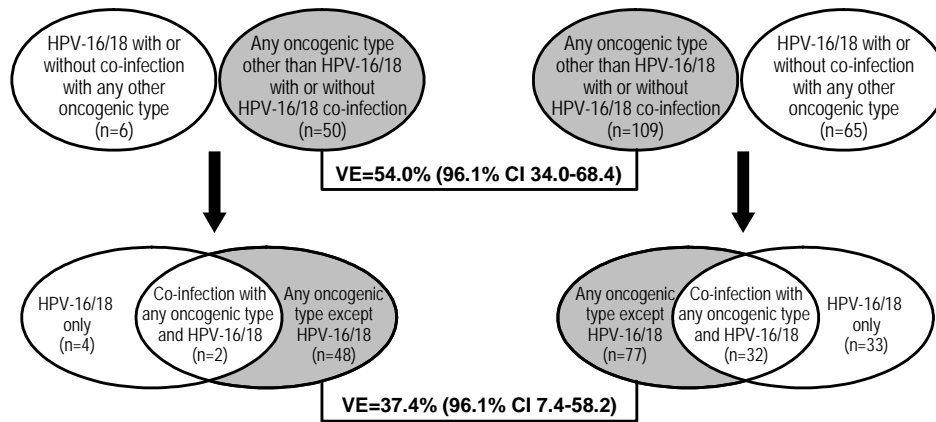 HPV-16/18 with or
without co-infection
with any other
oncogenic type
(n=6)
Any oncogenic type
other than HPV-16/18
with or without
HPV-16/18 co-infection
(n=50)
Any oncogenic type
other than HPV-16/18
with or without
HPV-16/18 co-infection
(n=109)
HPV-16/18 with or
without co-infection
with any other
oncogenic type
(n=65)
VE=54.0% (96.1% CI 34.0-68.4)
HPV-16/18
only
(n=4)
Co-infection with
any oncogenic type
and HPV-16/18
(n=2)
Any oncogenic
type except
HPV-16/18
(n=48)
Any oncogenic
type except
HPV-16/18
(n=77)
Co-infection with
any oncogenic type
and HPV-16/18
(n=32)
HPV-16/18
only
(n=33)
VE=37.4% (96.1% CI 7.4-58.2)